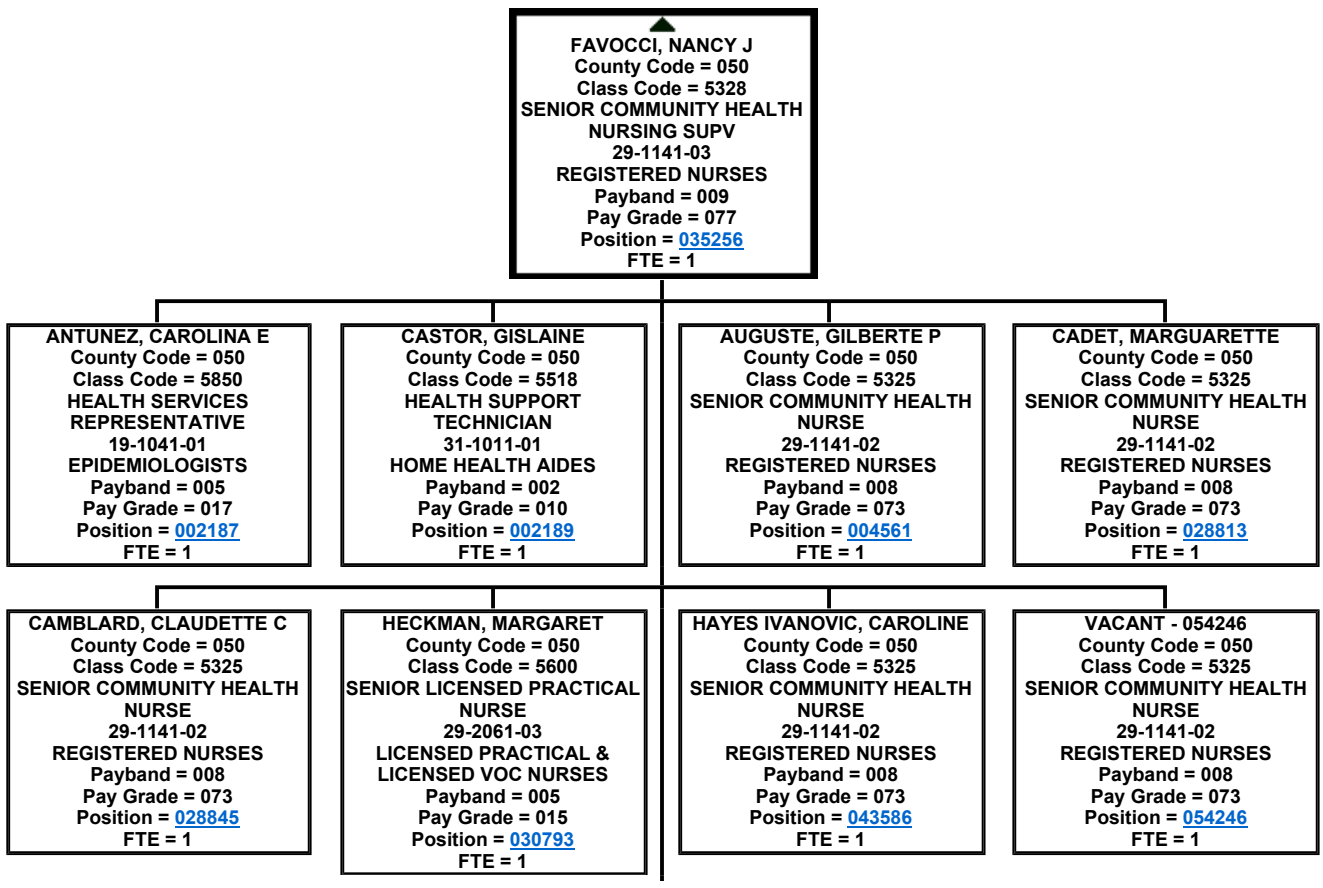 FAVOCCI, NANCY J
County Code = 050
Class Code = 5328
SENIOR COMMUNITY HEALTH
NURSING SUPV
29-1141-03
REGISTERED NURSES
Payband = 009
Pay Grade = 077
Position = 035256
FTE = 1
ANTUNEZ, CAROLINA E
County Code = 050
Class Code = 5850
HEALTH SERVICES
REPRESENTATIVE
19-1041-01
EPIDEMIOLOGISTS
Payband = 005
Pay Grade = 017
Position = 002187
FTE = 1
CASTOR, GISLAINE
County Code = 050
Class Code = 5518
HEALTH SUPPORT
TECHNICIAN
31-1011-01
HOME HEALTH AIDES
Payband = 002
Pay Grade = 010
Position = 002189
FTE = 1
AUGUSTE, GILBERTE P
County Code = 050
Class Code = 5325
SENIOR COMMUNITY HEALTH
NURSE
29-1141-02
REGISTERED NURSES
Payband = 008
Pay Grade = 073
Position = 004561
FTE = 1
CADET, MARGUARETTE
County Code = 050
Class Code = 5325
SENIOR COMMUNITY HEALTH
NURSE
29-1141-02
REGISTERED NURSES
Payband = 008
Pay Grade = 073
Position = 028813
FTE = 1
CAMBLARD, CLAUDETTE C
County Code = 050
Class Code = 5325
SENIOR COMMUNITY HEALTH
NURSE
29-1141-02
REGISTERED NURSES
Payband = 008
Pay Grade = 073
Position = 028845
FTE = 1
HECKMAN, MARGARET
County Code = 050
Class Code = 5600
SENIOR LICENSED PRACTICAL
NURSE
29-2061-03
LICENSED PRACTICAL &
LICENSED VOC NURSES
Payband = 005
Pay Grade = 015
Position = 030793
FTE = 1
HAYES IVANOVIC, CAROLINE
County Code = 050
Class Code = 5325
SENIOR COMMUNITY HEALTH
NURSE
29-1141-02
REGISTERED NURSES
Payband = 008
Pay Grade = 073
Position = 043586
FTE = 1
VACANT - 054246
County Code = 050
Class Code = 5325
SENIOR COMMUNITY HEALTH
NURSE
29-1141-02
REGISTERED NURSES
Payband = 008
Pay Grade = 073
Position = 054246
FTE = 1